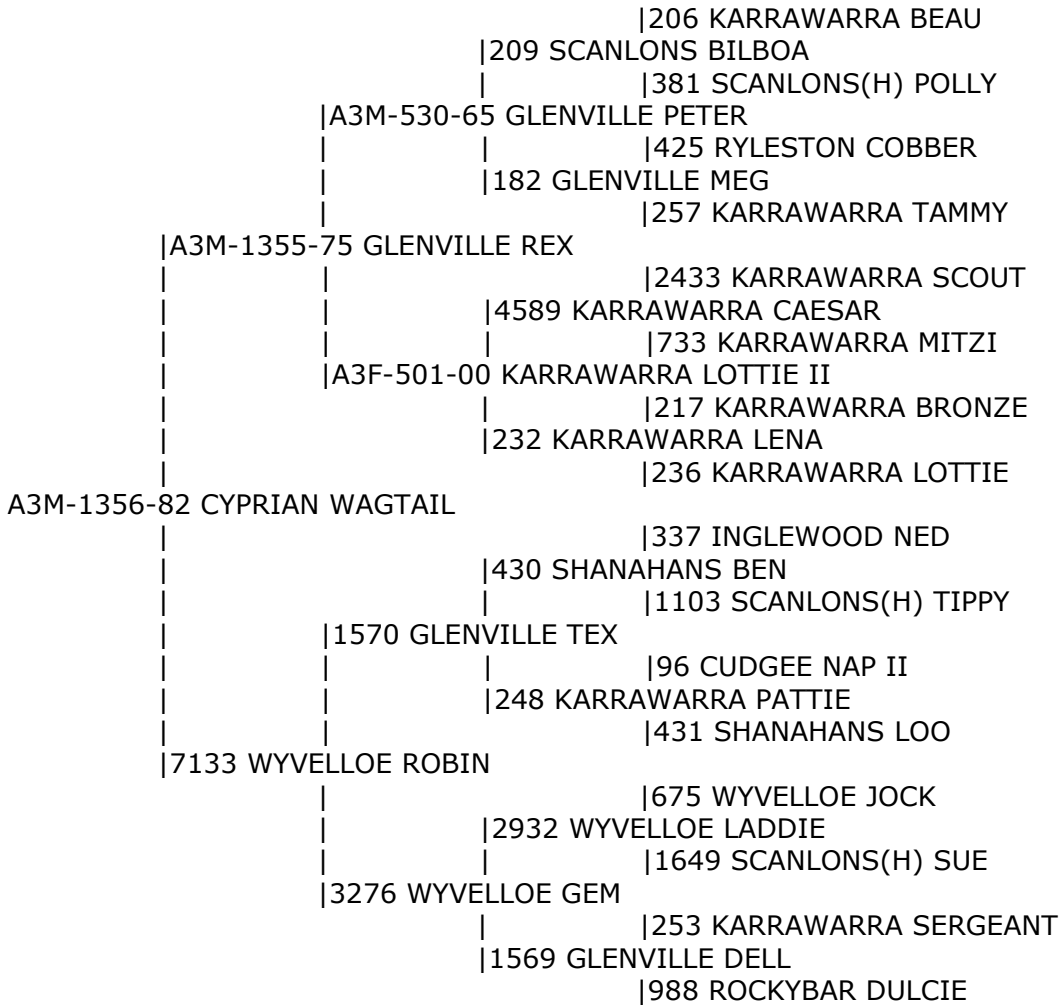 206 KARRAWARRA BEAU
209 SCANLONS BILBOA
381 SCANLONS(H) POLLY
A3M-530-65 GLENVILLE PETER
425 RYLESTON COBBER
182 GLENVILLE MEG
257 KARRAWARRA TAMMY
A3M-1355-75 GLENVILLE REX
2433 KARRAWARRA SCOUT
4589 KARRAWARRA CAESAR
733 KARRAWARRA MITZI
A3F-501-00 KARRAWARRA LOTTIE II
217 KARRAWARRA BRONZE
232 KARRAWARRA LENA
236 KARRAWARRA LOTTIE
A3M-1356-82 CYPRIAN WAGTAIL
337 INGLEWOOD NED
430 SHANAHANS BEN
1103 SCANLONS(H) TIPPY
1570 GLENVILLE TEX
96 CUDGEE NAP II
248 KARRAWARRA PATTIE
431 SHANAHANS LOO
7133 WYVELLOE ROBIN
675 WYVELLOE JOCK
2932 WYVELLOE LADDIE
1649 SCANLONS(H) SUE
3276 WYVELLOE GEM
253 KARRAWARRA SERGEANT
1569 GLENVILLE DELL
988 ROCKYBAR DULCIE